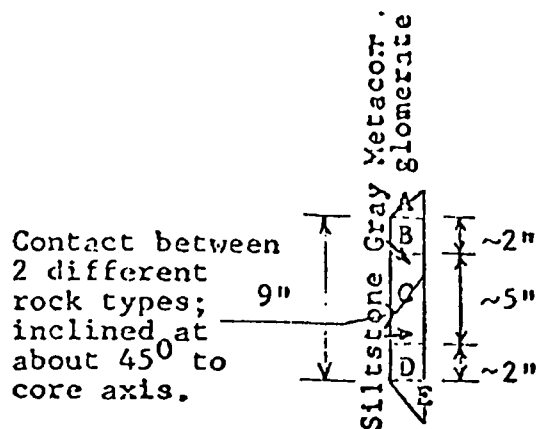 Gray Metacon.
glomerate
Siltstone
Contact between
2 different
rock types;
inclined at
about 45° to
core axis.
9"
A
B
C
D
~2"
~5"
~2"